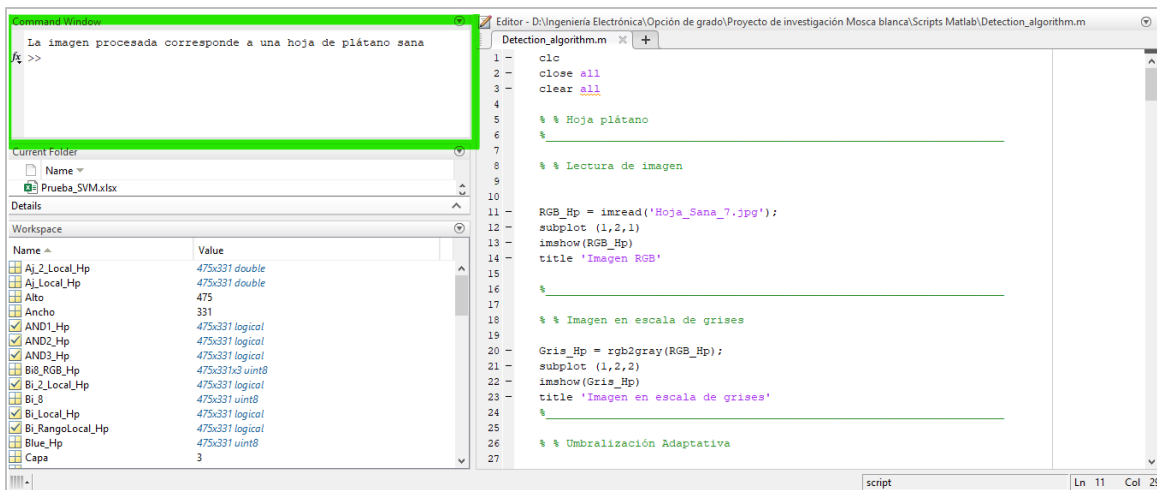 Command Window
La imagen procesada corresponde a una hoja de plátano sana
fx >>
Current Folder
Name
Prueba_SVM.xlsx
Details
Workspace
Name Value
Aj_2_Local_Hp 475x331 double
Aj_Local_Hp 475x331 double
Alto 475
Ancho 331
AND1_Hp 475x331 logical
AND2_Hp 475x331 logical
AND3_Hp 475x331 logical
Bi8_RGB_Hp 475x331x3 uint8
Bi_2_Local_Hp 475x331 logical
Bi_8 475x331 uint8
Bi_Local_Hp 475x331 logical
Bi_RangoLocal_Hp 475x331 logical
Blue_Hp 475x331 uint8
Capa 3
Editor - D:\Ingeniería Electrónica\Opción de grado\Proyecto de investigación Mosca blanca\Scripts Matlab\Detection_algorithm.m
Detection_algorithm.m × +
1 - clc
2 - close all
3 - clear all
4
5 % % Hoja plátano
6 %____________________________________________________________
7
8 % % Lectura de imagen
9
10
11 - RGB_Hp = imread('Hoja_Sana_7.jpg');
12 - subplot (1,2,1)
13 - imshow(RGB_Hp)
14 - title 'Imagen RGB'
15
16 %____________________________________________________________
17
18 % % Imagen en escala de grises
19
20 - Gris_Hp = rgb2gray(RGB_Hp);
21 - subplot (1,2,2)
22 - imshow(Gris_Hp)
23 - title 'Imagen en escala de grises'
24 %____________________________________________________________
25
26 % % Umbralización Adaptativa
27
script Ln 11 Col 29